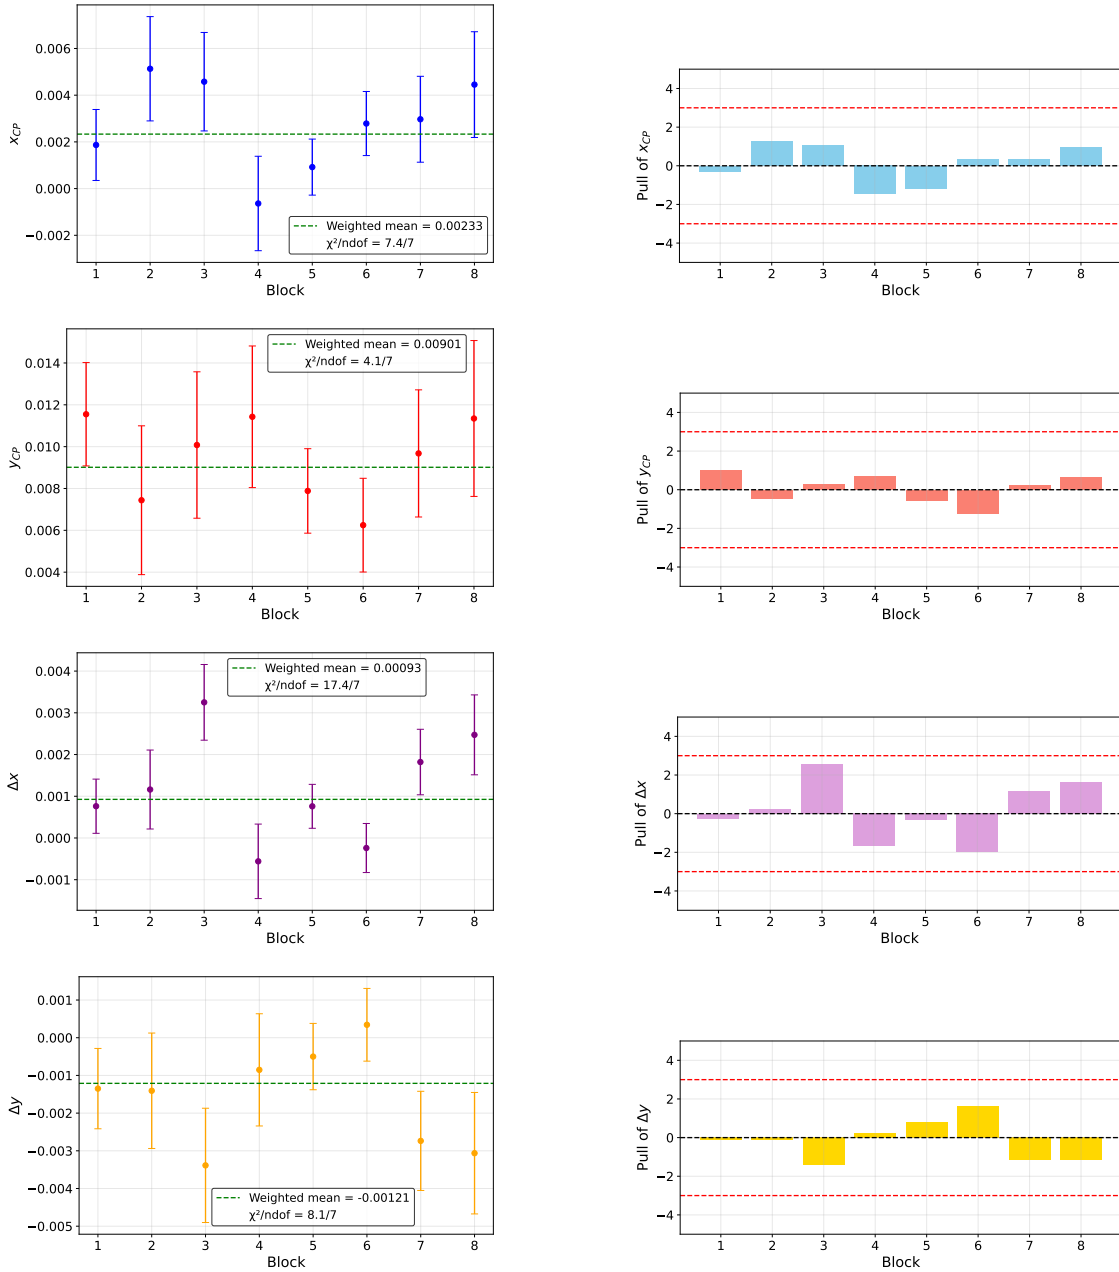 0.006
0.004
0.002
0.000
−0.002
x_CP
1 2 3 4 5 6 7 8
Block
Weighted mean = 0.00233
χ²/ndof = 7.4/7
4
2
0
−2
−4
Pull of x_CP
1 2 3 4 5 6 7 8
Block
0.014
0.012
0.010
0.008
0.006
0.004
y_CP
1 2 3 4 5 6 7 8
Block
Weighted mean = 0.00901
χ²/ndof = 4.1/7
4
2
0
−2
−4
Pull of y_CP
1 2 3 4 5 6 7 8
Block
0.004
0.003
0.002
0.001
0.000
−0.001
Δx
1 2 3 4 5 6 7 8
Block
Weighted mean = 0.00093
χ²/ndof = 17.4/7
4
2
0
−2
−4
Pull of Δx
1 2 3 4 5 6 7 8
Block
0.001
0.000
−0.001
−0.002
−0.003
−0.004
−0.005
Δy
1 2 3 4 5 6 7 8
Block
Weighted mean = -0.00121
χ²/ndof = 8.1/7
4
2
0
−2
−4
Pull of Δy
1 2 3 4 5 6 7 8
Block